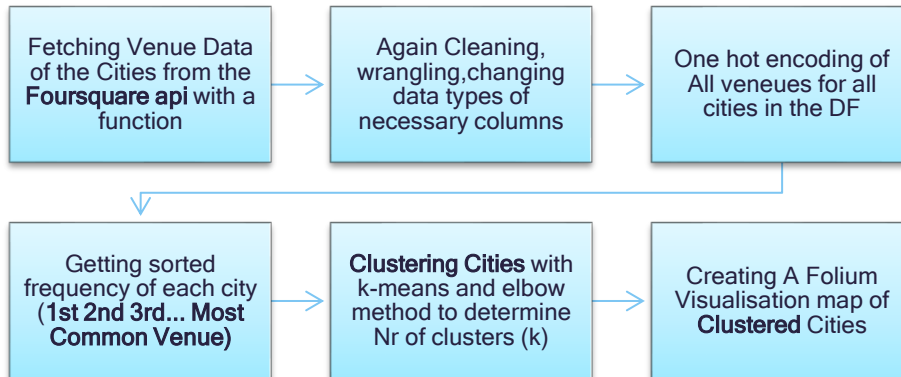 Fetching Venue Data
of the Cities from the
Foursquare api with a
function
Again Cleaning,
wrangling,changing
data types of
necessary columns
One hot encoding of
All veneues for all
cities in the DF
Getting sorted
frequency of each city
(1st 2nd 3rd... Most
Common Venue)
Clustering Cities with
k-means and elbow
method to determine
Nr of clusters (k)
Creating A Folium
Visualisation map of
Clustered Cities